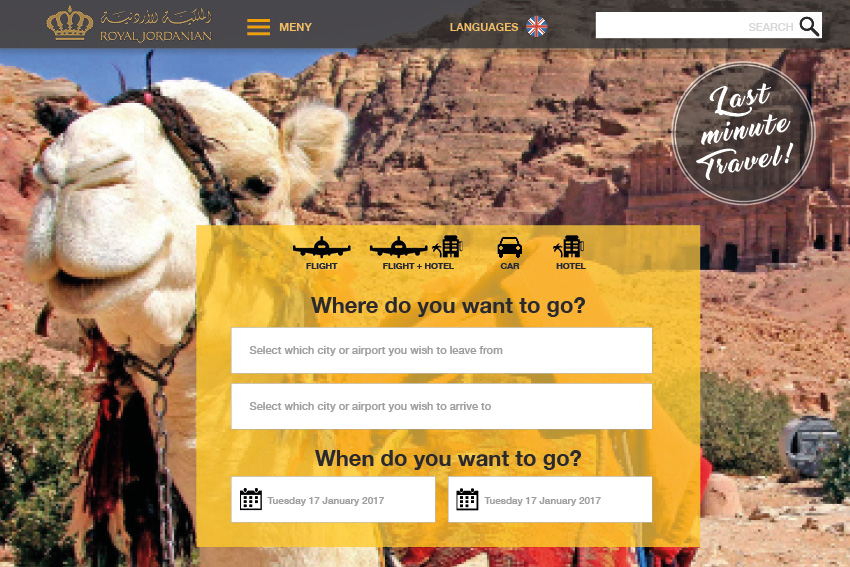 الملكية الأردنية
ROYAL JORDANIAN
MENY
LANGUAGES
SEARCH
Last
minute
Travel!
FLIGHT
FLIGHT + HOTEL
CAR
HOTEL
Where do you want to go?
Select which city or airport you wish to leave from
Select which city or airport you wish to arrive to
When do you want to go?
Tuesday 17 January 2017
Tuesday 17 January 2017